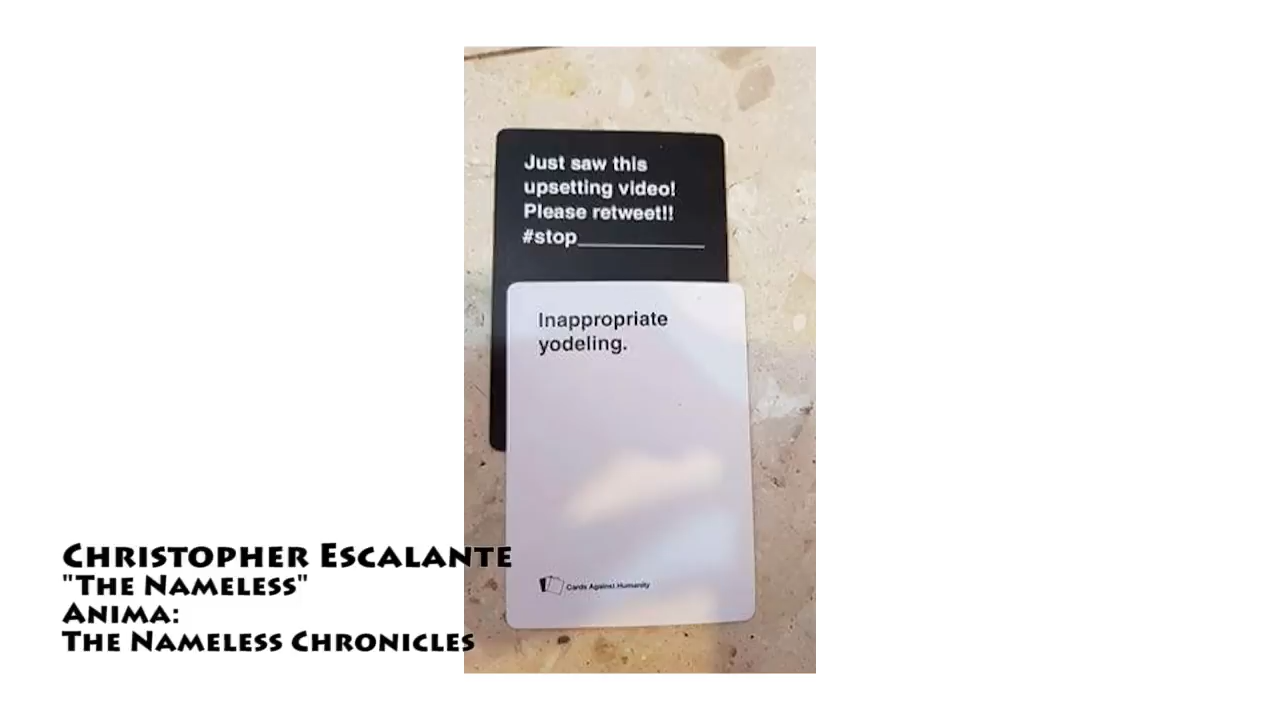 Just saw this
upsetting video!
Please retweet!!
#stop____________
Inappropriate
yodeling.
Cards Against Humanity
Christopher Escalante
"The Nameless"
Anima:
The Nameless Chronicles